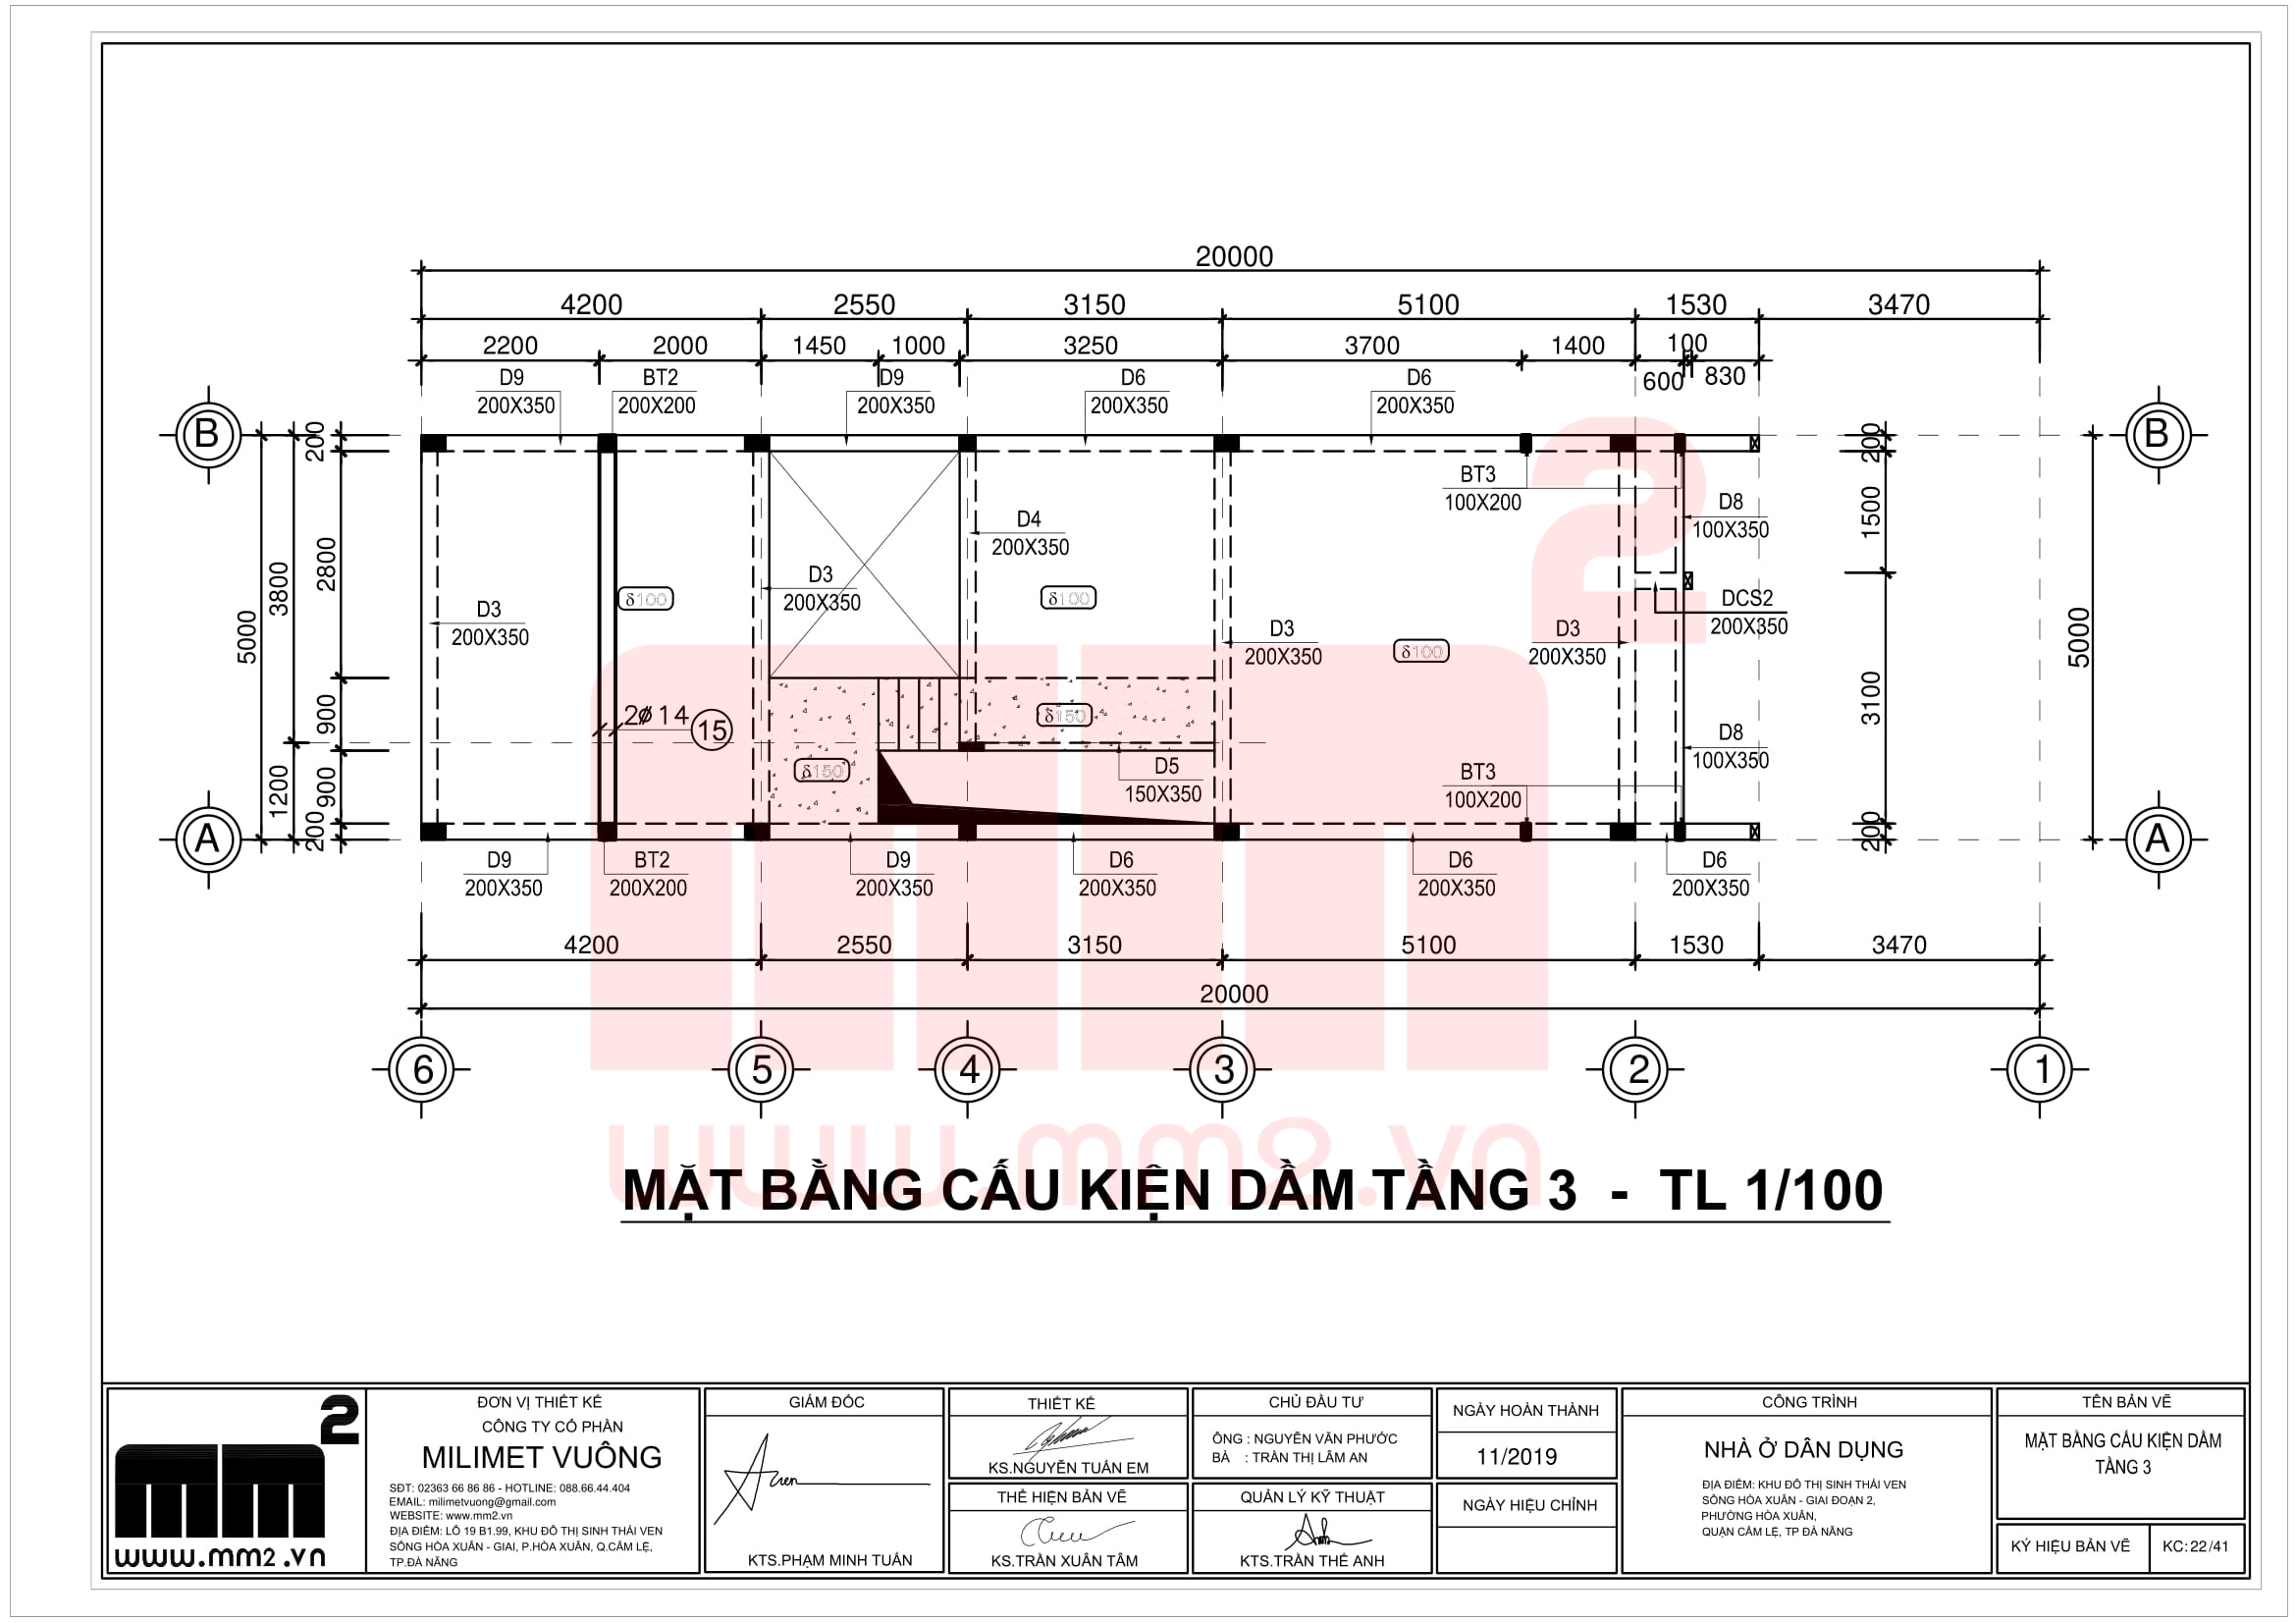 20000
4200 2550 3150 5100 1530 3470
2200 2000 1450 1000 3250 3700 1400 100
600 830
D9 BT2 D9 D6 D6
200X350 200X200 200X350 200X350 200X350
B
B
200
2800
900
900
200
3800
1200
5000
200
1500
3100
200
5000
2
BT3
100X200
D8
100X350
D4
200X350
D3
200X350
δ100
δ100
D3
200X350
DCS2
200X350
D3
200X350
D3
200X350
δ100
2ø14 15
δ150
δ150
D5
150X350
D8
100X350
BT3
100X200
A
A
D9 BT2 D9 D6 D6 D6
200X350 200X200 200X350 200X350 200X350 200X350
4200 2550 3150 5100 1530 3470
20000
6 5 4 3 2 1
www.mm2.vn
MẶT BẰNG CẤU KIỆN DẦM TẦNG 3 - TL 1/100
mm2
www.mm2.vn
ĐƠN VỊ THIẾT KẾ
CÔNG TY CỔ PHẦN
MILIMET VUÔNG
SĐT: 02363 66 86 86 - HOTLINE: 088.66.44.404
EMAIL: milimetvuong@gmail.com
WEBSITE: www.mm2.vn
ĐỊA ĐIỂM: LÔ 19 B1.99, KHU ĐÔ THỊ SINH THÁI VEN
SÔNG HÒA XUÂN - GIAI, P.HÒA XUÂN, Q.CẨM LỆ,
TP.ĐÀ NẴNG
GIÁM ĐỐC
KTS.PHẠM MINH TUẤN
THIẾT KẾ
KS.NGUYỄN TUẤN EM
THỂ HIỆN BẢN VẼ
KS.TRẦN XUÂN TÂM
CHỦ ĐẦU TƯ
ÔNG : NGUYỄN VĂN PHƯỚC
BÀ : TRẦN THỊ LÂM AN
QUẢN LÝ KỸ THUẬT
KTS.TRẦN THẾ ANH
NGÀY HOÀN THÀNH
11/2019
NGÀY HIỆU CHỈNH
CÔNG TRÌNH
NHÀ Ở DÂN DỤNG
ĐỊA ĐIỂM: KHU ĐÔ THỊ SINH THÁI VEN
SÔNG HÒA XUÂN - GIAI ĐOẠN 2,
PHƯỜNG HÒA XUÂN,
QUẬN CẨM LỆ, TP ĐÀ NẴNG
TÊN BẢN VẼ
MẶT BẰNG CẤU KIỆN DẦM
TẦNG 3
KÝ HIỆU BẢN VẼ KC: 22/41